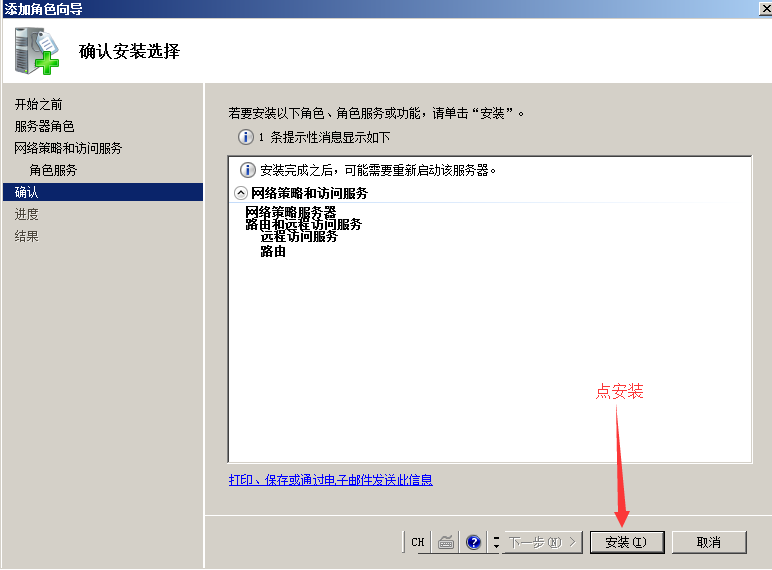 添加角色向导
确认安装选择
开始之前
服务器角色
网络策略和访问服务
角色服务
确认
进度
结果
若要安装以下角色、角色服务或功能，请单击“安装”。
1 条提示性消息显示如下
安装完成之后，可能需要重新启动该服务器。
网络策略和访问服务
网络策略服务器
路由和远程访问服务
远程访问服务
路由
点安装
打印、保存或通过电子邮件发送此信息
CH
下一步(N) >
安装(I)
取消